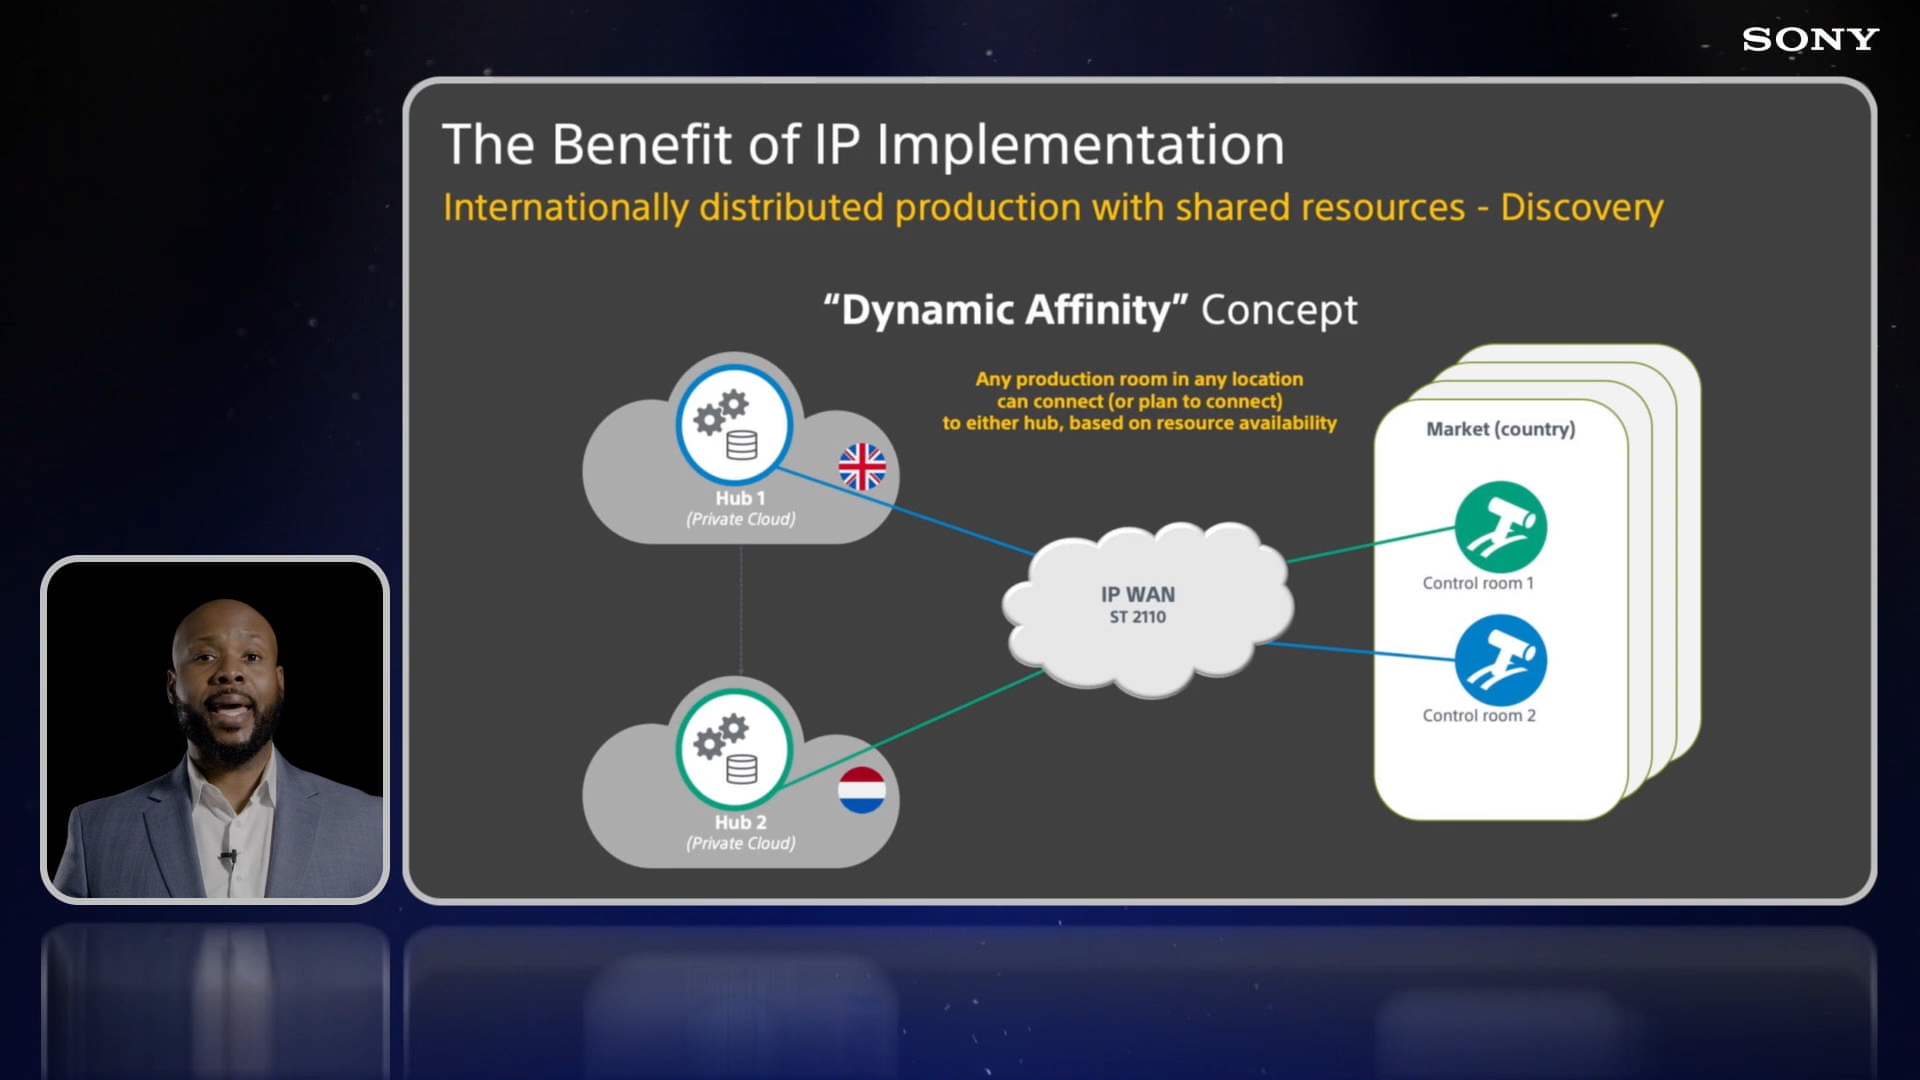 SONY
The Benefit of IP Implementation
Internationally distributed production with shared resources - Discovery
“Dynamic Affinity” Concept
Any production room in any location
can connect (or plan to connect)
to either hub, based on resource availability
Hub 1
(Private Cloud)
IP WAN
ST 2110
Hub 2
(Private Cloud)
Market (country)
Control room 1
Control room 2